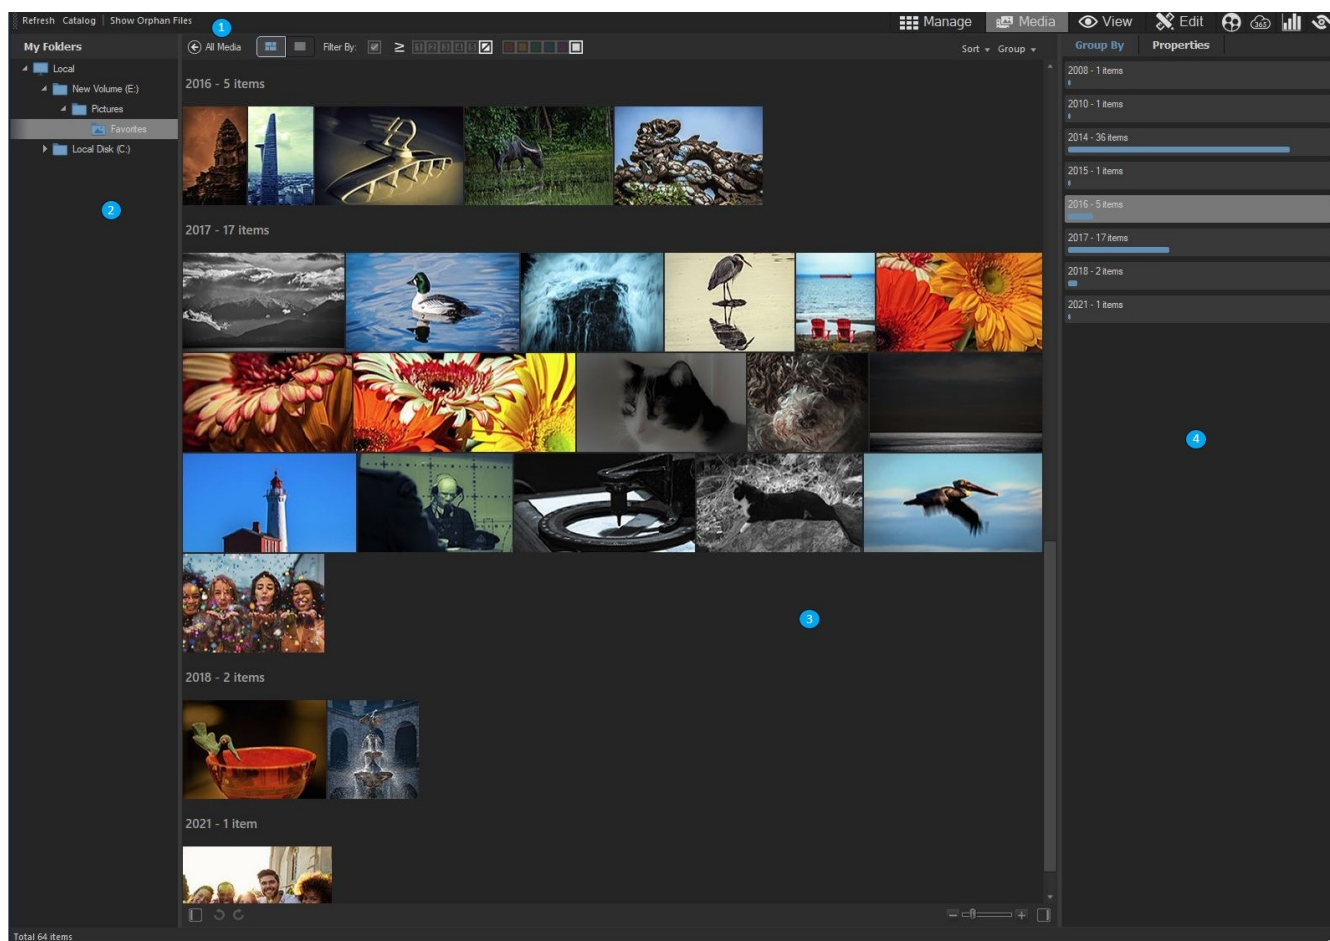 Refresh Catalog Show Orphan Files
1
Manage Media View Edit 365
My Folders
Local
New Volume (E:)
Pictures
Favorites
Local Disk (C:)
2
All Media Filter By: ≥ Sort Group
2016 - 5 items
2017 - 17 items
3
2018 - 2 items
2021 - 1 item
Group By Properties
2008 - 1 items
2010 - 1 items
2014 - 36 items
2015 - 1 items
2016 - 5 items
2017 - 17 items
2018 - 2 items
2021 - 1 items
4
Total 64 items